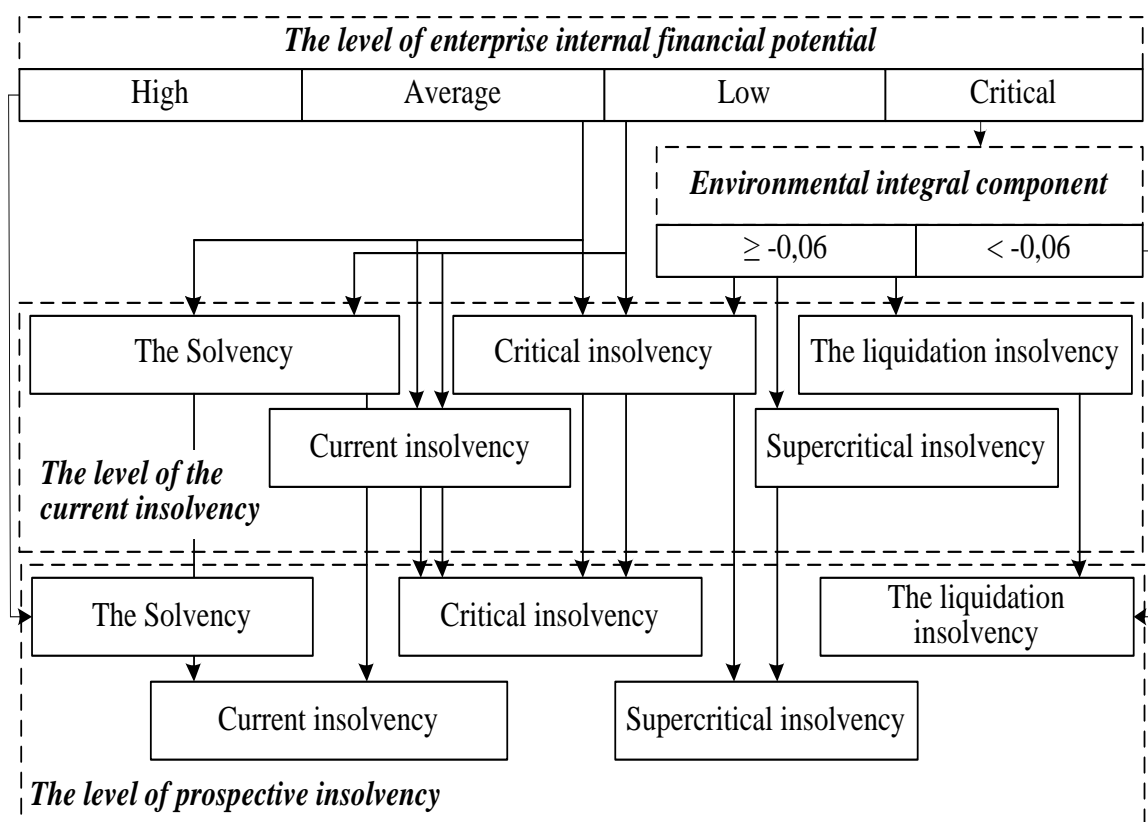 The level of enterprise internal financial potential
High
Average
Low
Critical
Environmental integral component
≥ -0,06
< -0,06
The Solvency
Critical insolvency
The liquidation insolvency
Current insolvency
Supercritical insolvency
The level of the
current insolvency
The Solvency
Critical insolvency
The liquidation
insolvency
Current insolvency
Supercritical insolvency
The level of prospective insolvency